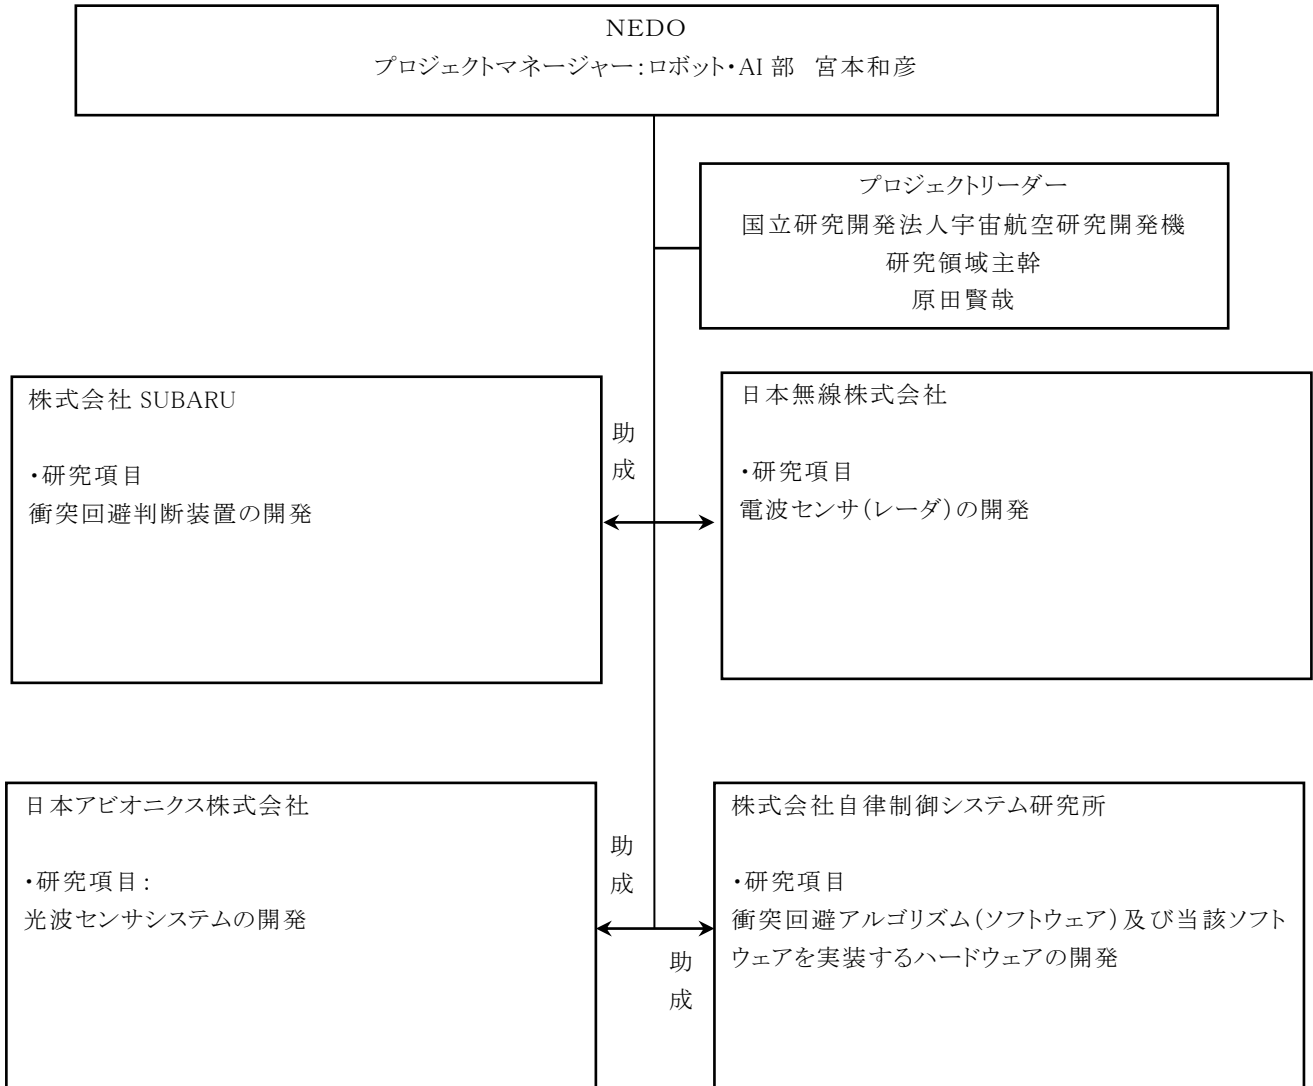 NEDO
プロジェクトマネージャー：ロボット・AI 部　宮本和彦
プロジェクトリーダー
国立研究開発法人宇宙航空研究開発機
研究領域主幹
原田賢哉
株式会社 SUBARU
・研究項目
衝突回避判断装置の開発
助
成
日本無線株式会社
・研究項目
電波センサ（レーダ）の開発
日本アビオニクス株式会社
・研究項目：
光波センサシステムの開発
助
成
助
成
株式会社自律制御システム研究所
・研究項目
衝突回避アルゴリズム（ソフトウェア）及び当該ソフト
ウェアを実装するハードウェアの開発